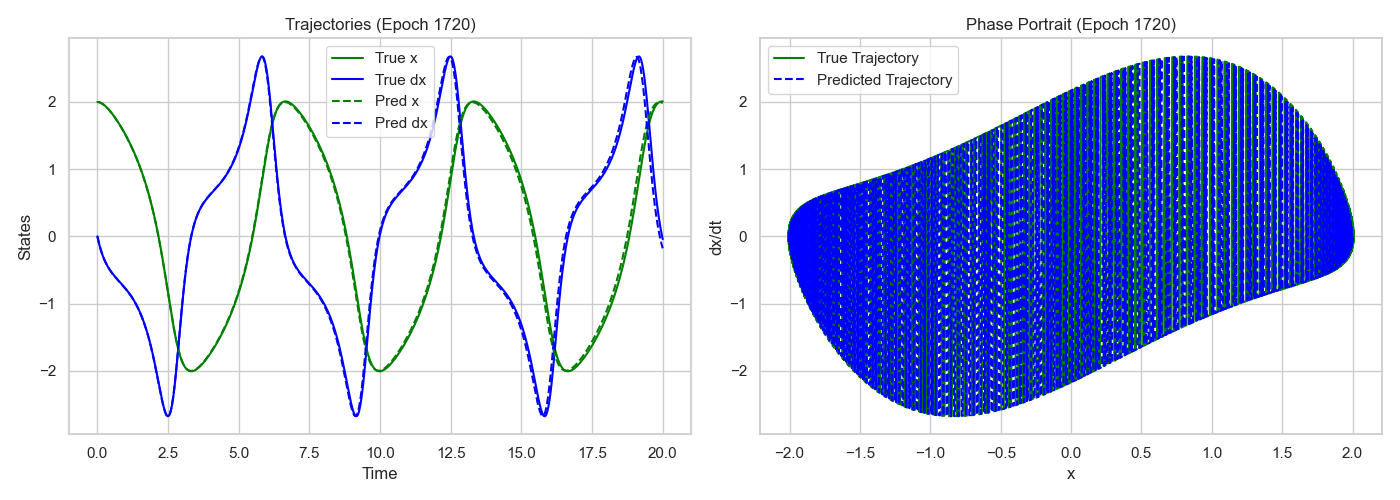 Trajectories (Epoch 1720)
True x
True dx
Pred x
Pred dx
States
2
1
0
−1
−2
0.0 2.5 5.0 7.5 10.0 12.5 15.0 17.5 20.0
Time
Phase Portrait (Epoch 1720)
True Trajectory
Predicted Trajectory
dx/dt
2
1
0
−1
−2
−2.0 −1.5 −1.0 −0.5 0.0 0.5 1.0 1.5 2.0
x